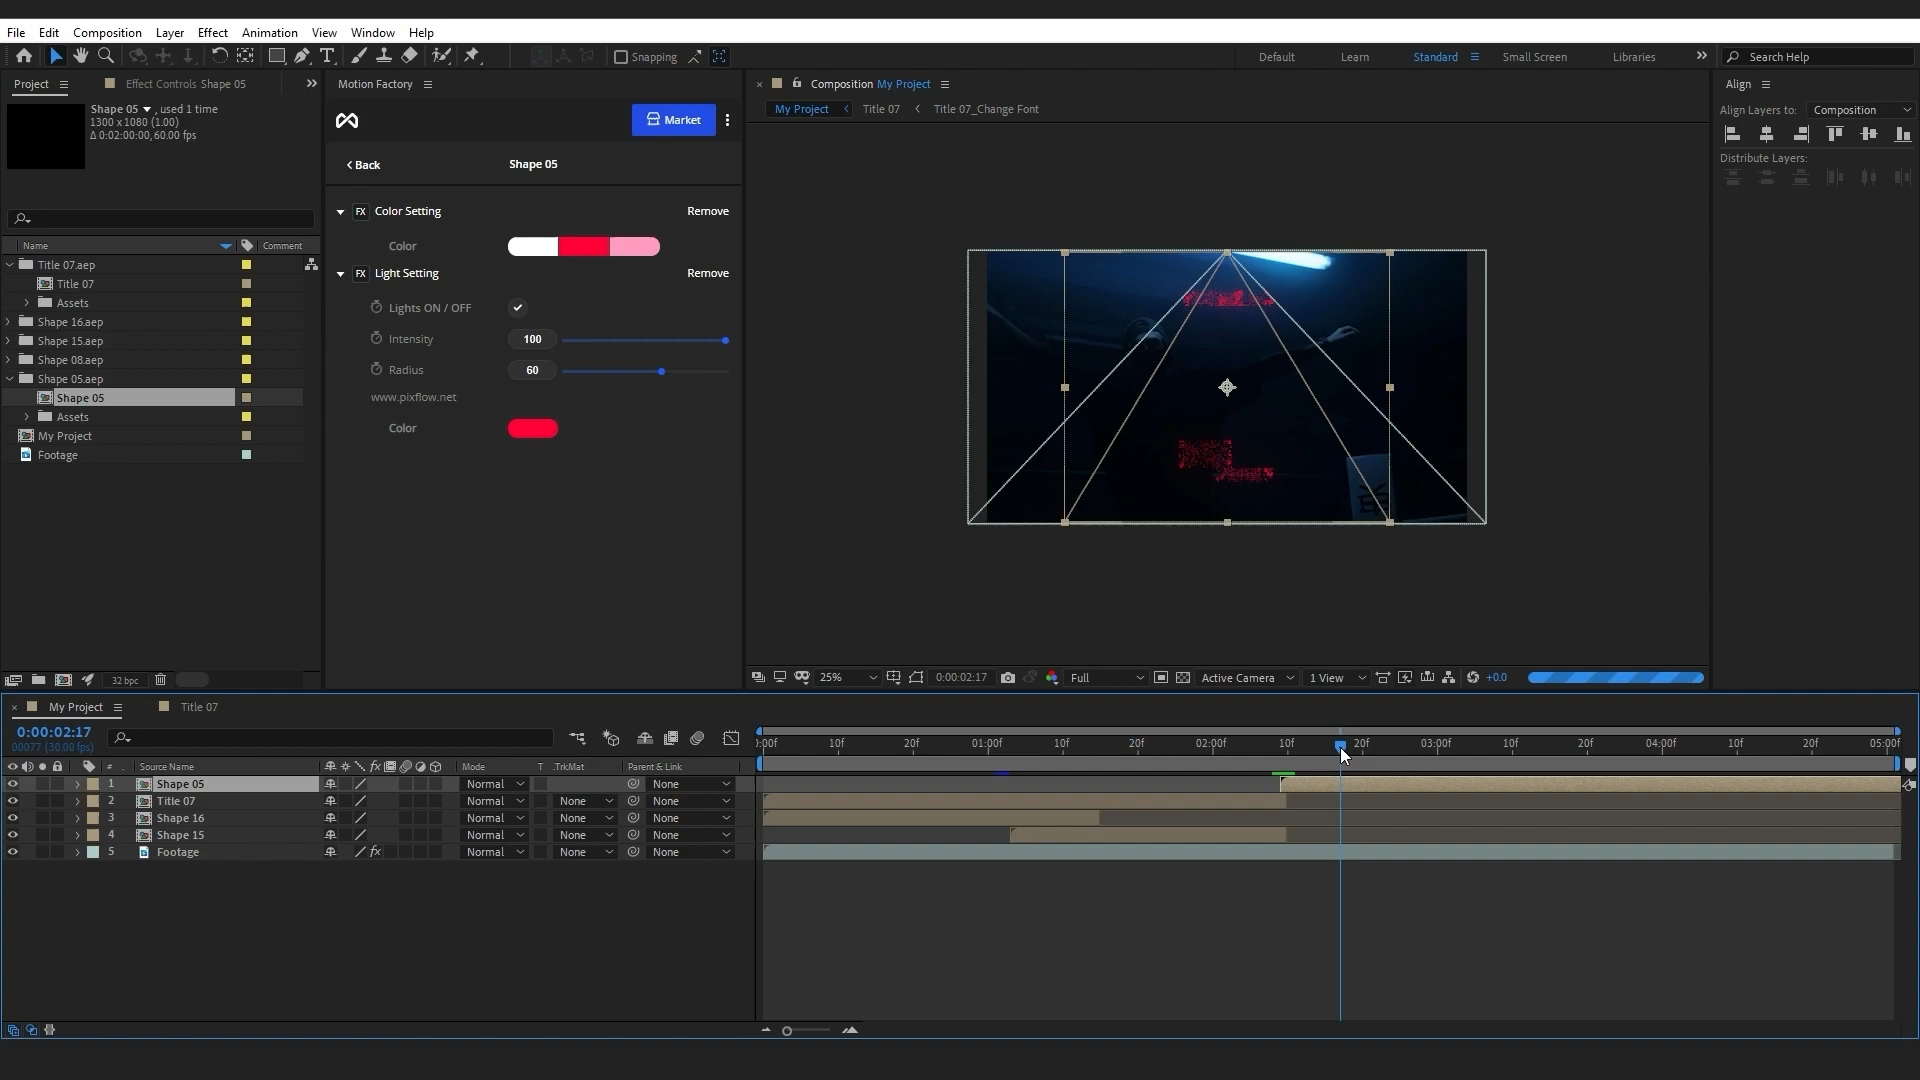 File Edit Composition Layer Effect Animation View Window Help
Snapping
Default Learn Standard Small Screen Libraries Search Help
Project Effect Controls Shape 05
Shape 05 , used 1 time
1300 x 1080 (1.00)
Δ 0:02:00:00, 60.00 fps
Name Comment
Title 07.aep
Title 07
Assets
Shape 16.aep
Shape 15.aep
Shape 08.aep
Shape 05.aep
Shape 05
Assets
My Project
Footage
32 bpc
Motion Factory
Market
Back Shape 05
FX Color Setting Remove
Color
FX Light Setting Remove
Lights ON / OFF
Intensity 100
Radius 60
www.pixflow.net
Color
Composition My Project
My Project Title 07 Title 07_Change Font
25% 0:00:02:17 Full Active Camera 1 View +0.0
Align
Align Layers to: Composition
Distribute Layers:
My Project Title 07
0:00:02:17
00077 (30.00 fps)
:00f 10f 20f 01:00f 10f 20f 02:00f 10f 20f 03:00f 10f 20f 04:00f 10f 20f 05:00f
# Source Name fx Mode T .TrkMat Parent & Link
1 Shape 05 Normal None
2 Title 07 Normal None None
3 Shape 16 Normal None None
4 Shape 15 Normal None None
5 Footage fx Normal None None